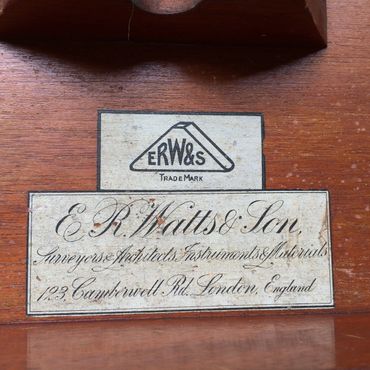 ERW&S
TRADE MARK
E. R. Watts & Son,
Surveyors & Architects Instruments & Materials
123, Camberwell Rd. London, England